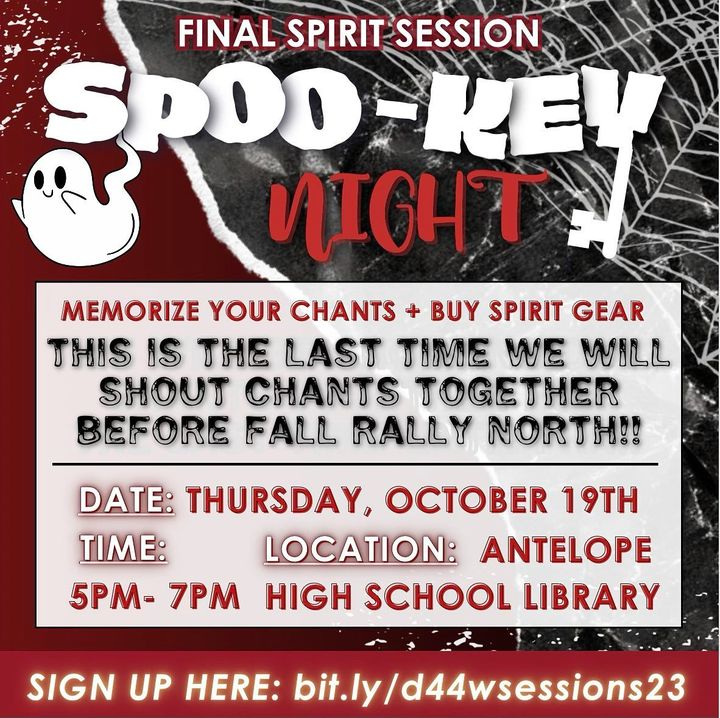 FINAL SPIRIT SESSION
SPOO-KEY
NIGHT
MEMORIZE YOUR CHANTS + BUY SPIRIT GEAR
THIS IS THE LAST TIME WE WILL
SHOUT CHANTS TOGETHER
BEFORE FALL RALLY NORTH!!
DATE: THURSDAY, OCTOBER 19TH
TIME:
5PM- 7PM
LOCATION: ANTELOPE
HIGH SCHOOL LIBRARY
SIGN UP HERE: bit.ly/d44wsessions23